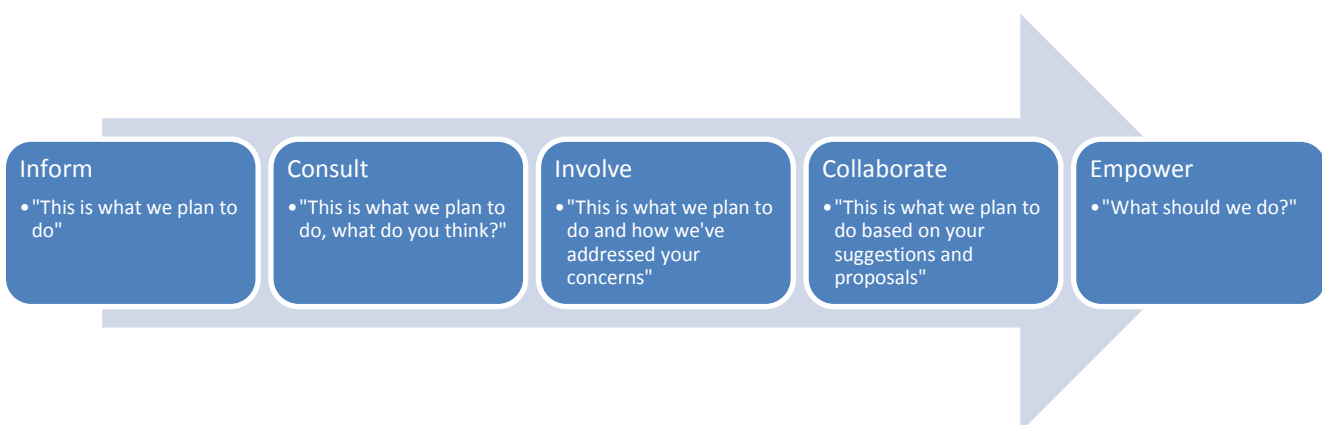 Inform
•"This is what we plan to
do"
Consult
•"This is what we plan to
do, what do you think?"
Involve
•"This is what we plan to
do and how we've
addressed your
concerns"
Collaborate
•"This is what we plan to
do based on your
suggestions and
proposals"
Empower
•"What should we do?"